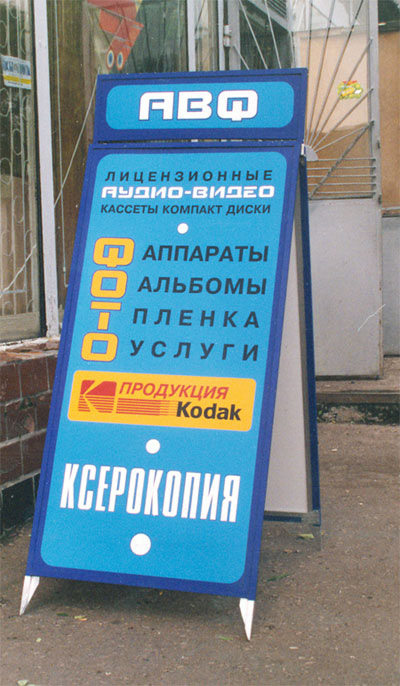 АВФ
ЛИЦЕНЗИОННЫЕ
АУДИО-ВИДЕО
КАССЕТЫ КОМПАКТ ДИСКИ
ФОТО
АППАРАТЫ
АЛЬБОМЫ
ПЛЕНКА
УСЛУГИ
ПРОДУКЦИЯ
Kodak
КСЕРОКОПИЯ